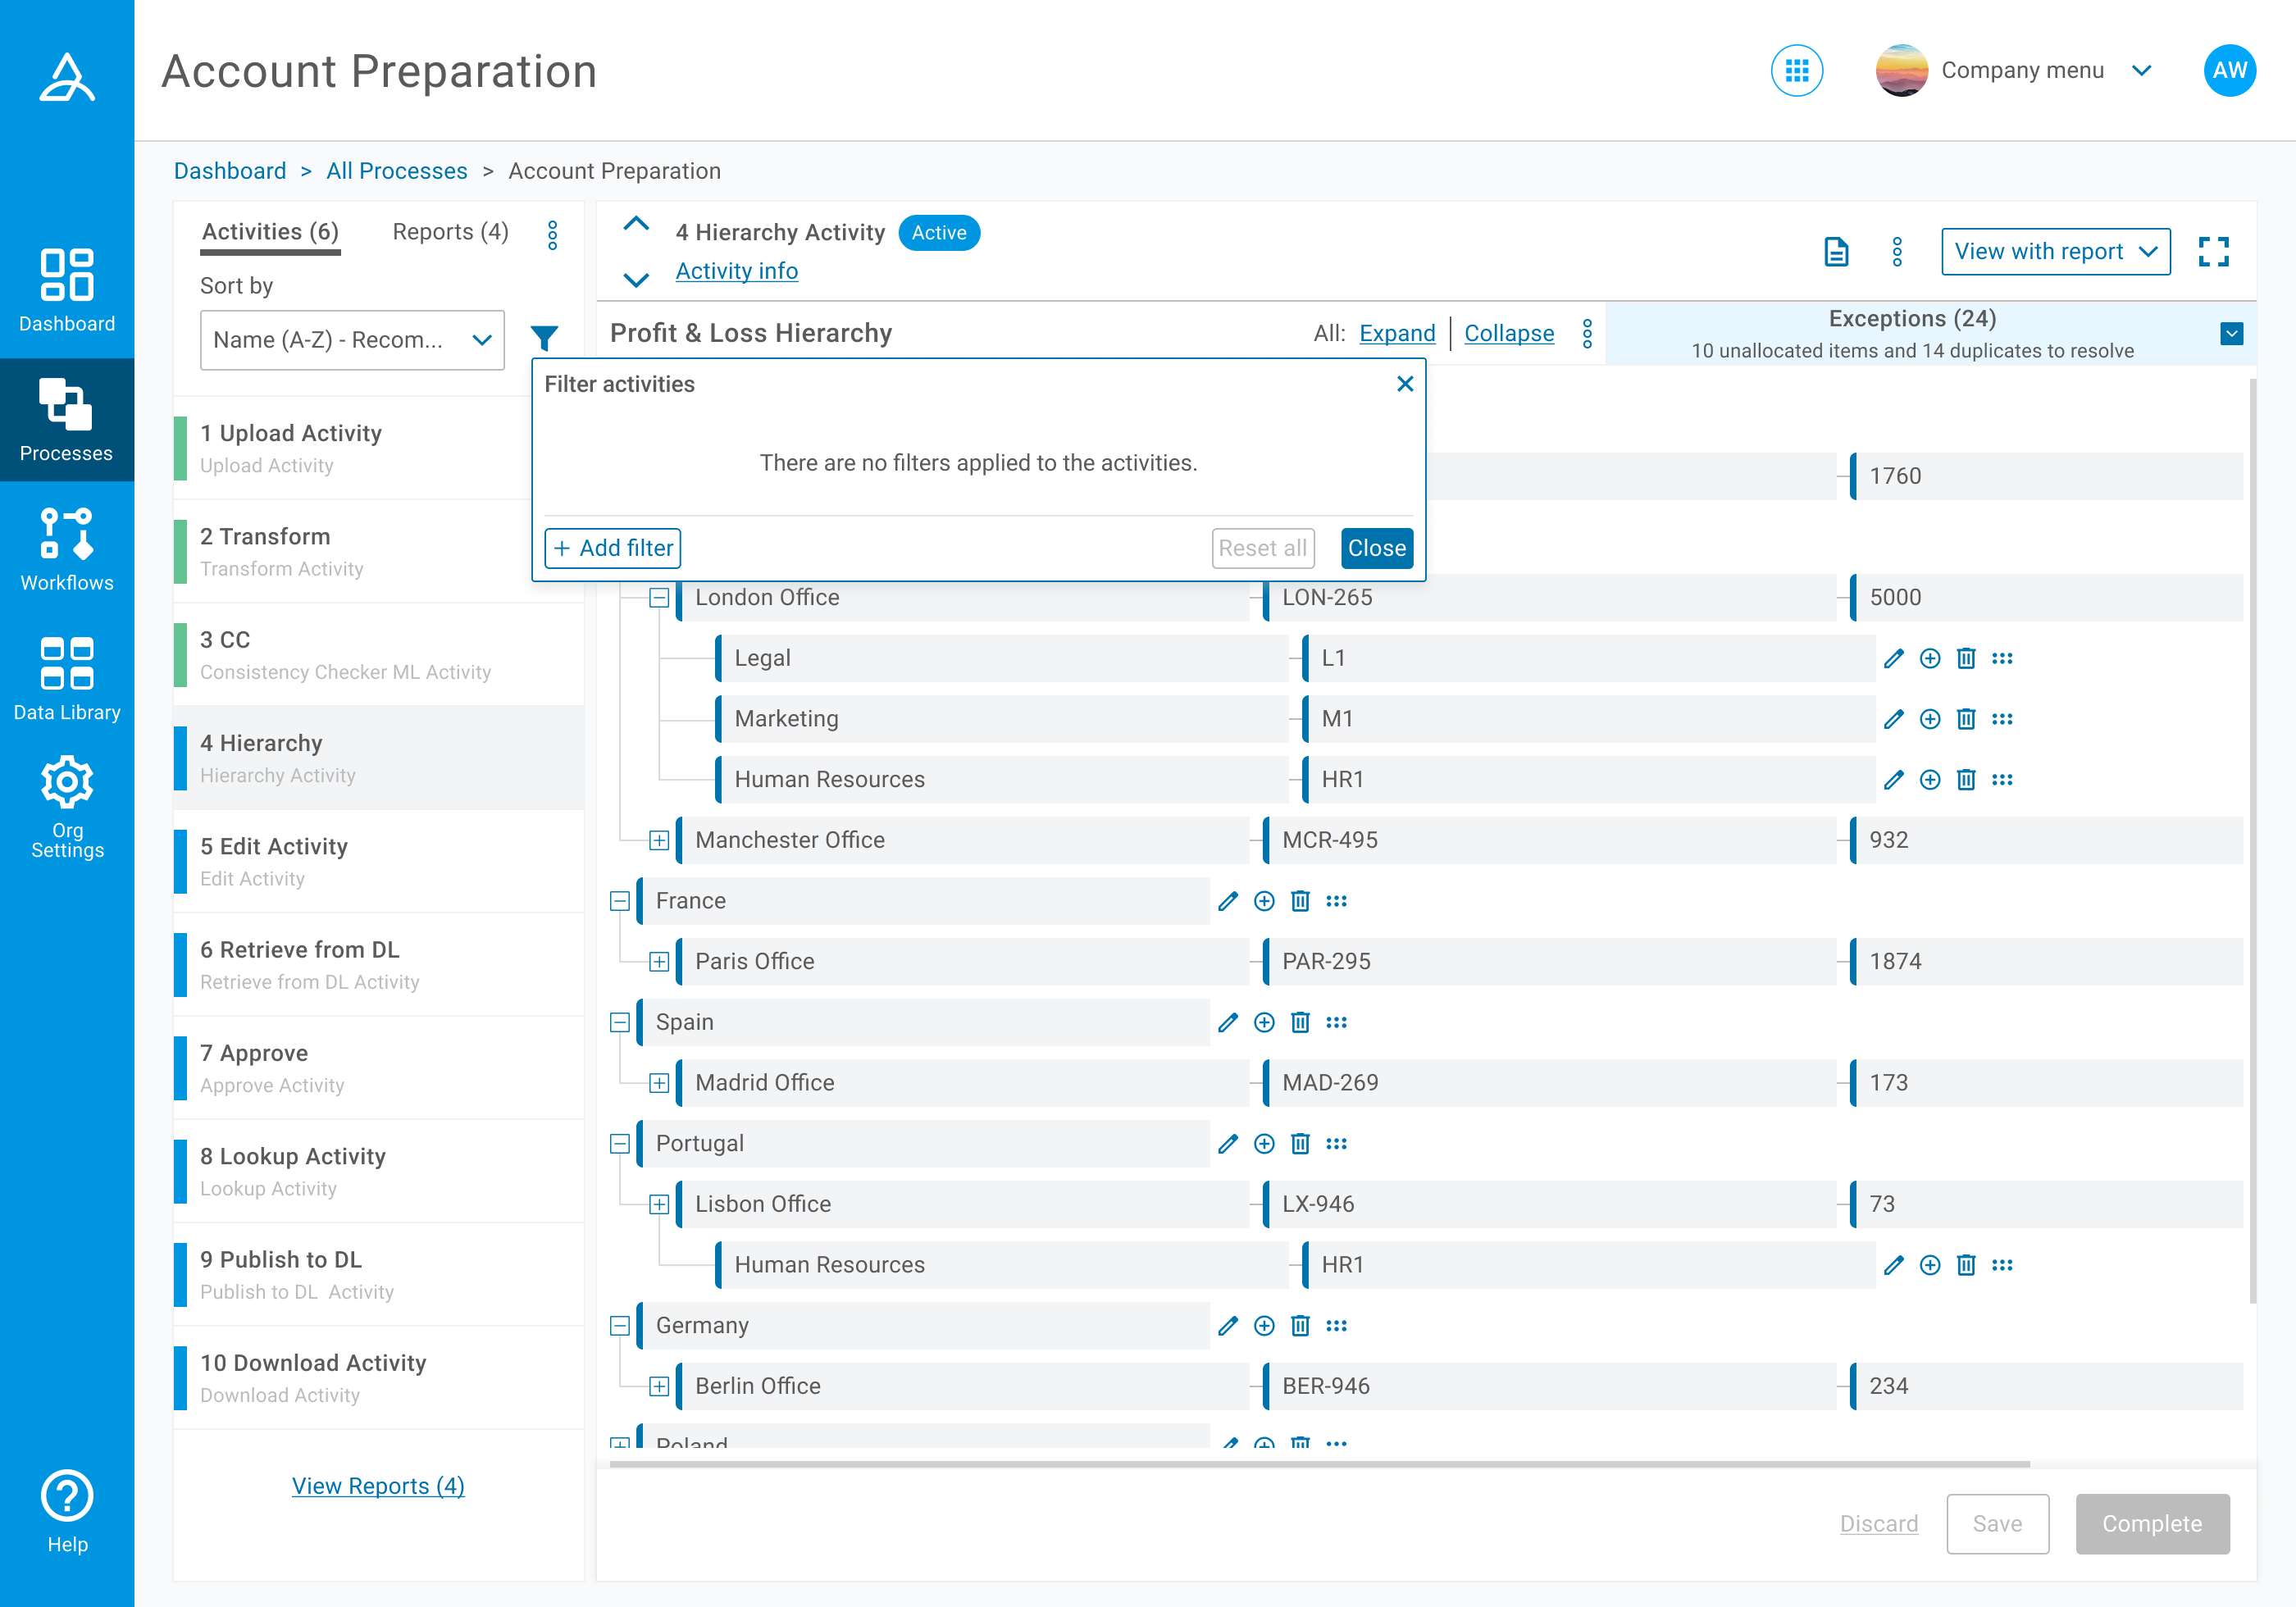 Account Preparation
Company menu
AW
Dashboard > All Processes > Account Preparation
Dashboard
Processes
Workflows
Data Library
Org
Settings
Help
Activities (6)
Reports (4)
Sort by
Name (A-Z) - Recom...
1 Upload Activity
Upload Activity
2 Transform
Transform Activity
3 CC
Consistency Checker ML Activity
4 Hierarchy
Hierarchy Activity
5 Edit Activity
Edit Activity
6 Retrieve from DL
Retrieve from DL Activity
7 Approve
Approve Activity
8 Lookup Activity
Lookup Activity
9 Publish to DL
Publish to DL Activity
10 Download Activity
Download Activity
View Reports (4)
4 Hierarchy Activity Active
Activity info
View with report
Profit & Loss Hierarchy
All: Expand | Collapse
Exceptions (24)
10 unallocated items and 14 duplicates to resolve
Filter activities
There are no filters applied to the activities.
+ Add filter
Reset all
Close
1760
London Office LON-265 5000
Legal L1
Marketing M1
Human Resources HR1
Manchester Office MCR-495 932
France
Paris Office PAR-295 1874
Spain
Madrid Office MAD-269 173
Portugal
Lisbon Office LX-946 73
Human Resources HR1
Germany
Berlin Office BER-946 234
Poland
Discard
Save
Complete